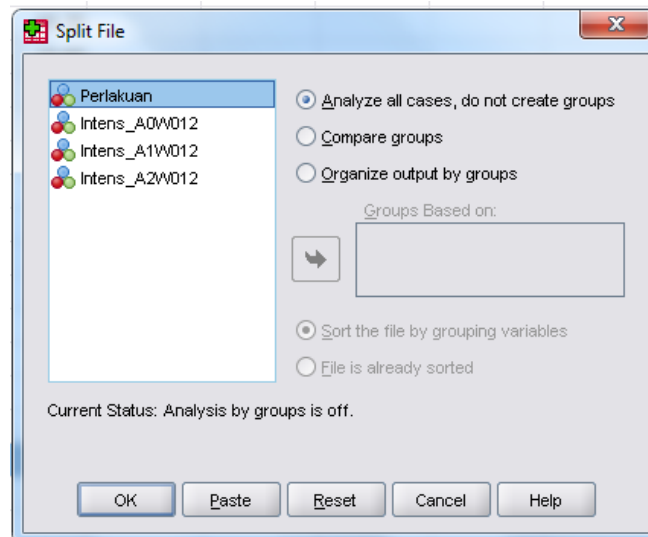 Split File
Perlakuan
Intens_A0W012
Intens_A1W012
Intens_A2W012
Analyze all cases, do not create groups
Compare groups
Organize output by groups
Groups Based on:
Sort the file by grouping variables
File is already sorted
Current Status: Analysis by groups is off.
OK
Paste
Reset
Cancel
Help